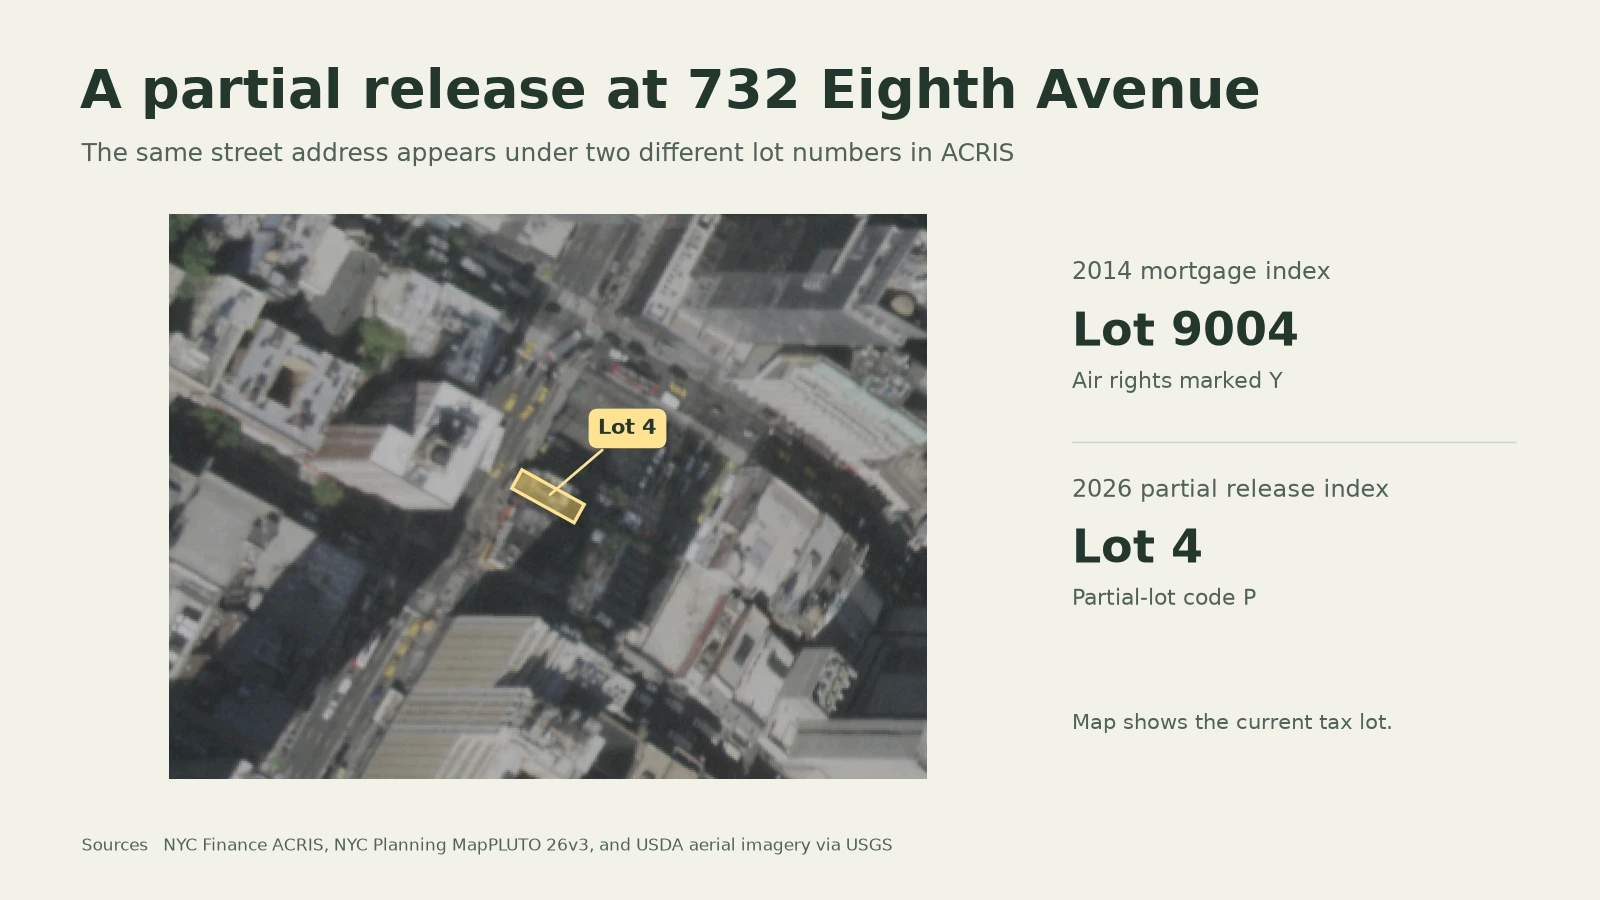 A partial release at 732 Eighth Avenue
The same street address appears under two different lot numbers in ACRIS
Lot 4
2014 mortgage index
Lot 9004
Air rights marked Y
2026 partial release index
Lot 4
Partial-lot code P
Map shows the current tax lot.
Sources NYC Finance ACRIS, NYC Planning MapPLUTO 26v3, and USDA aerial imagery via USGS